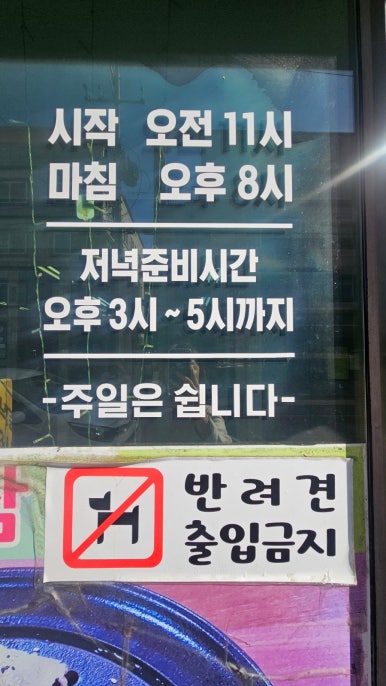 시작 오전 11시
마침 오후 8시
저녁준비시간
오후 3시 ~ 5시까지
-주일은 쉽니다-
반려견
출입금지